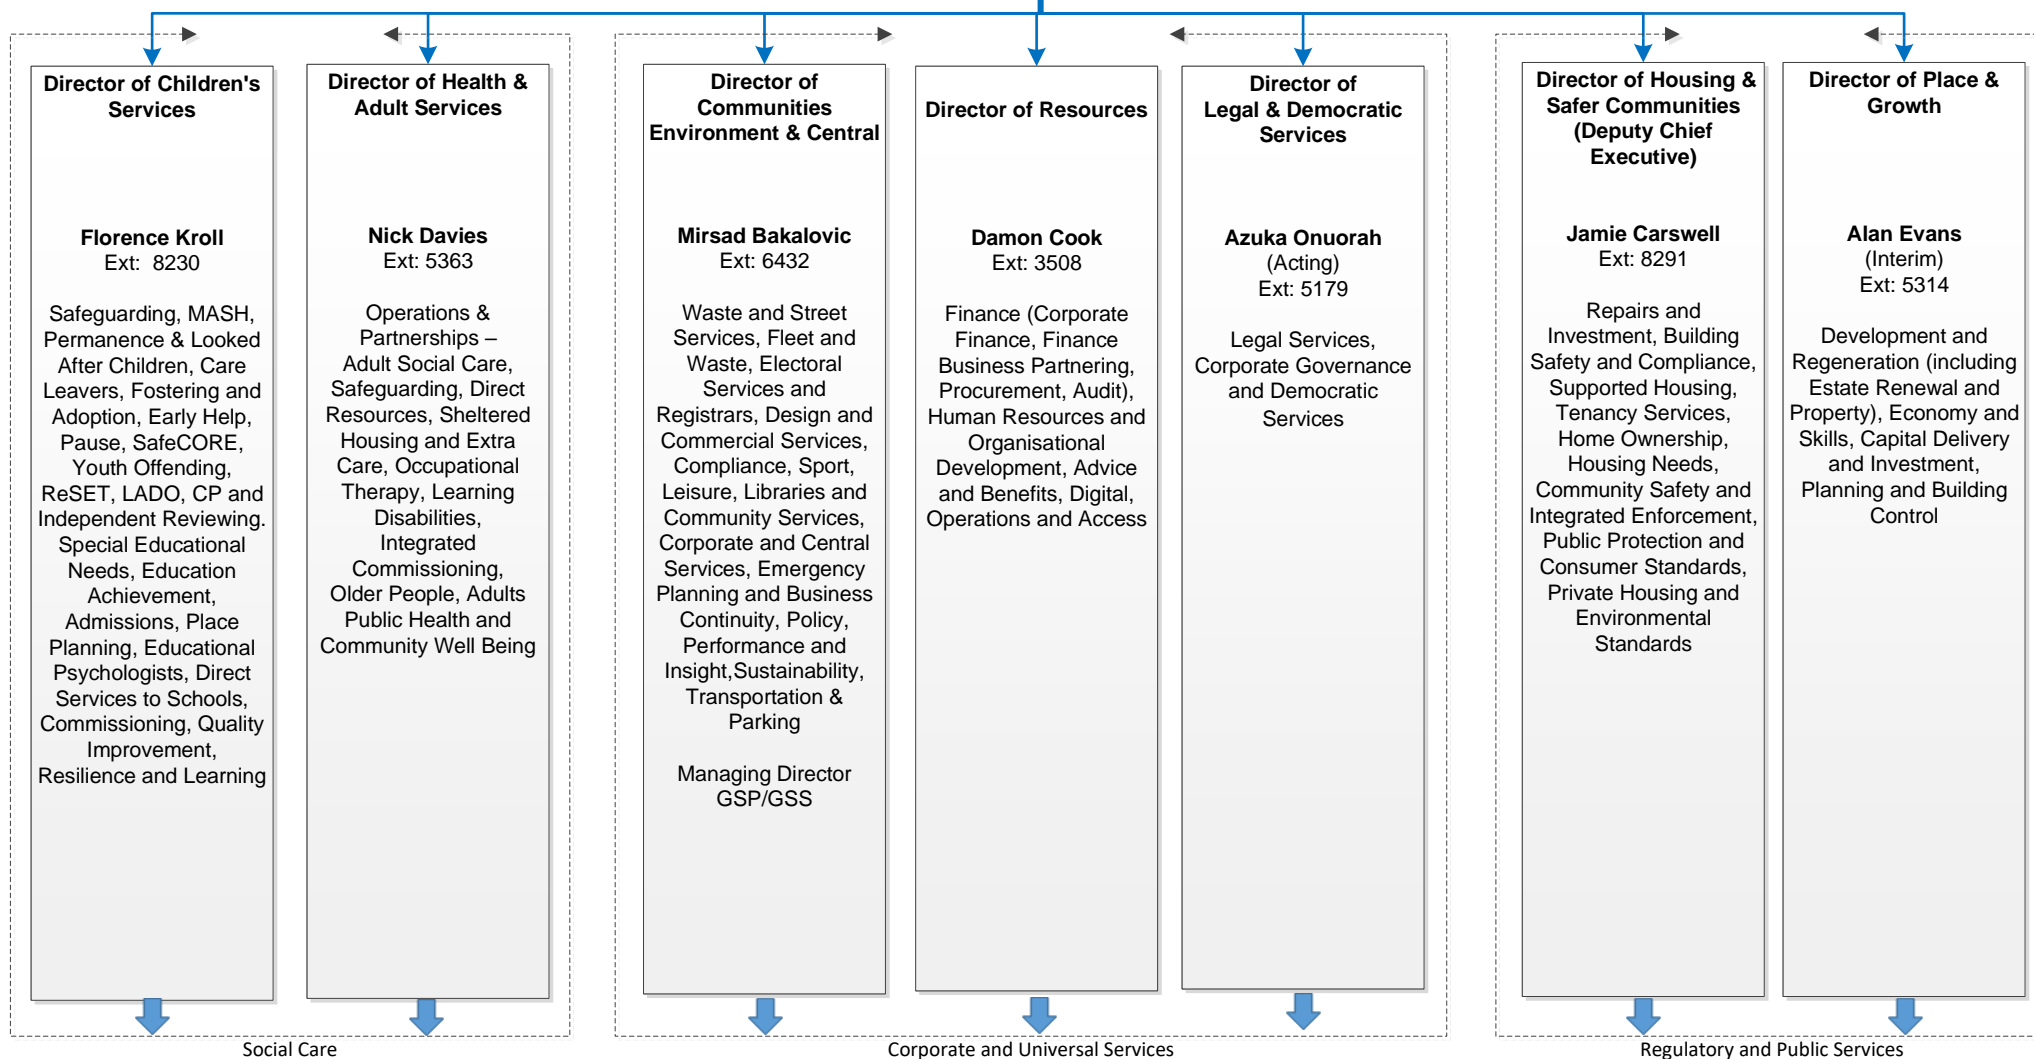 Director of Children's
Services
Florence Kroll
Ext:  8230
Safeguarding, MASH,
Permanence & Looked
After Children, Care
Leavers, Fostering and
Adoption, Early Help,
Pause, SafeCORE,
Youth Offending,
ReSET, LADO, CP and
Independent Reviewing.
Special Educational
Needs, Education
Achievement,
Admissions, Place
Planning, Educational
Psychologists, Direct
Services to Schools,
Commissioning, Quality
Improvement,
Resilience and Learning
Director of Health &
Adult Services
Nick Davies
Ext: 5363
Operations &
Partnerships –
Adult Social Care,
Safeguarding, Direct
Resources, Sheltered
Housing and Extra
Care, Occupational
Therapy, Learning
Disabilities,
Integrated
Commissioning,
Older People, Adults
Public Health and
Community Well Being
Social Care
Director of
Communities
Environment & Central
Mirsad Bakalovic
Ext: 6432
Waste and Street
Services, Fleet and
Waste, Electoral
Services and
Registrars, Design and
Commercial Services,
Compliance, Sport,
Leisure, Libraries and
Community Services,
Corporate and Central
Services, Emergency
Planning and Business
Continuity, Policy,
Performance and
Insight,Sustainability,
Transportation &
Parking
Managing Director
GSP/GSS
Director of Resources
Damon Cook
Ext: 3508
Finance (Corporate
Finance, Finance
Business Partnering,
Procurement, Audit),
Human Resources and
Organisational
Development, Advice
and Benefits, Digital,
Operations and Access
Director of
Legal & Democratic
Services
Azuka Onuorah
(Acting)
Ext: 5179
Legal Services,
Corporate Governance
and Democratic
Services
Corporate and Universal Services
Director of Housing &
Safer Communities
(Deputy Chief
Executive)
Jamie Carswell
Ext: 8291
Repairs and
Investment, Building
Safety and Compliance,
Supported Housing,
Tenancy Services,
Home Ownership,
Housing Needs,
Community Safety and
Integrated Enforcement,
Public Protection and
Consumer Standards,
Private Housing and
Environmental
Standards
Director of Place &
Growth
Alan Evans
(Interim)
Ext: 5314
Development and
Regeneration (including
Estate Renewal and
Property), Economy and
Skills, Capital Delivery
and Investment,
Planning and Building
Control
Regulatory and Public Services